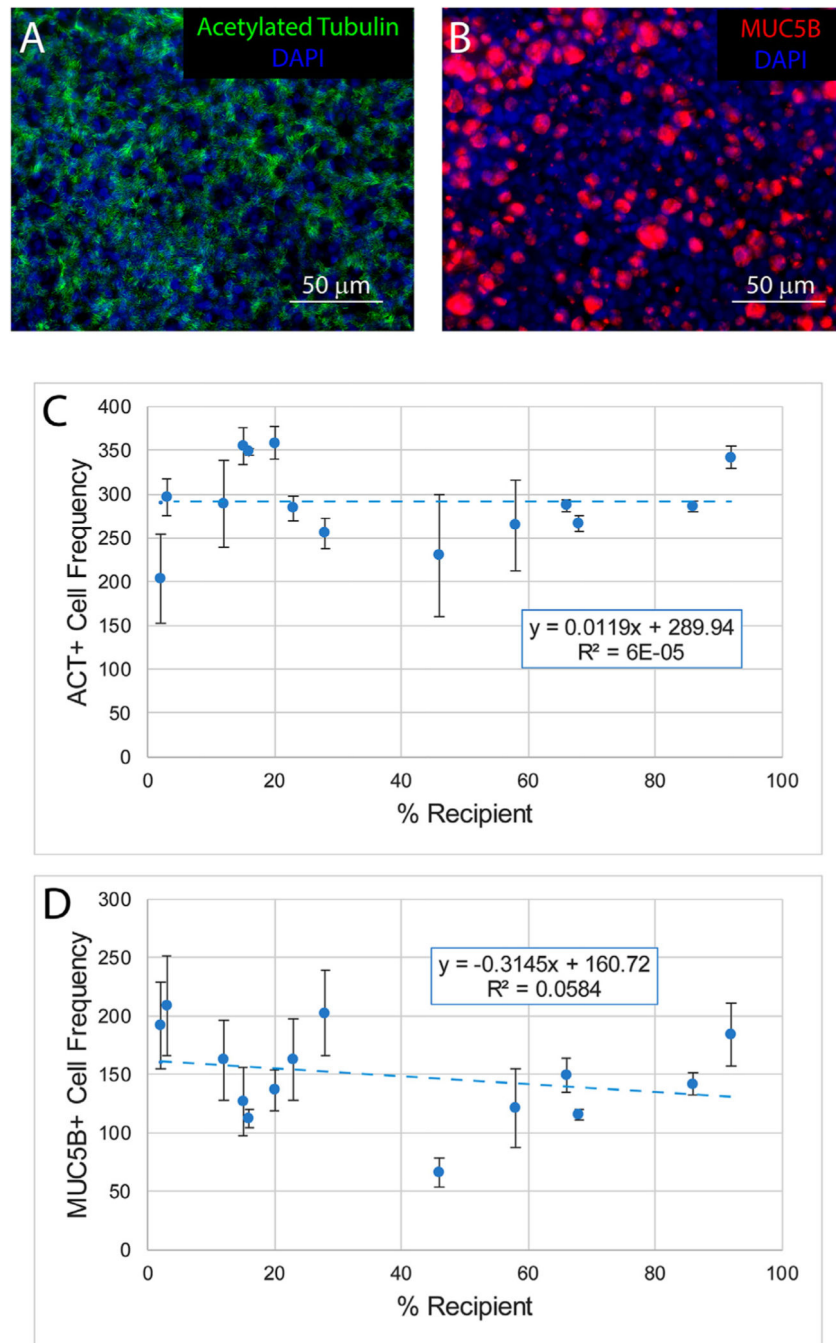 A
Acetylated Tubulin
DAPI
50 μm
B
MUC5B
DAPI
50 μm
C
400
350
300
250
200
150
100
50
0
ACT+ Cell Frequency
y = 0.0119x + 289.94
R² = 6E-05
0 20 40 60 80 100
% Recipient
D
300
250
200
150
100
50
0
MUC5B+ Cell Frequency
y = -0.3145x + 160.72
R² = 0.0584
0 20 40 60 80 100
% Recipient